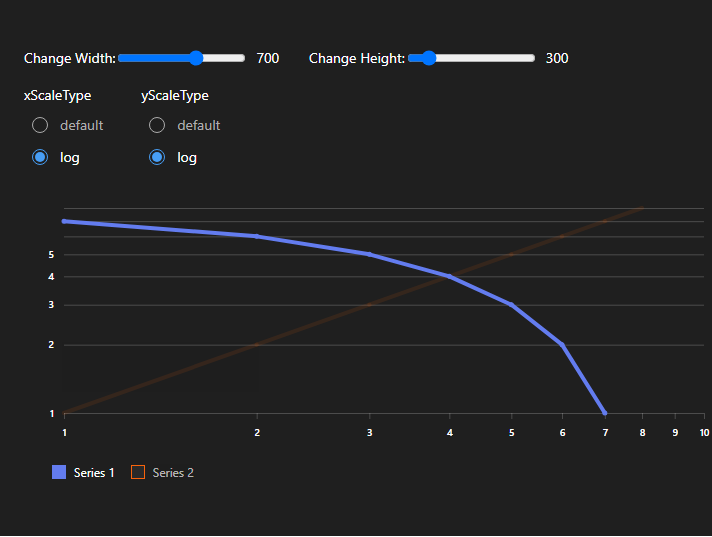 Change Width: 700 Change Height: 300
xScaleType yScaleType
default default
log log
5
4
3
2
1
1 2 3 4 5 6 7 8 9 10
Series 1 Series 2